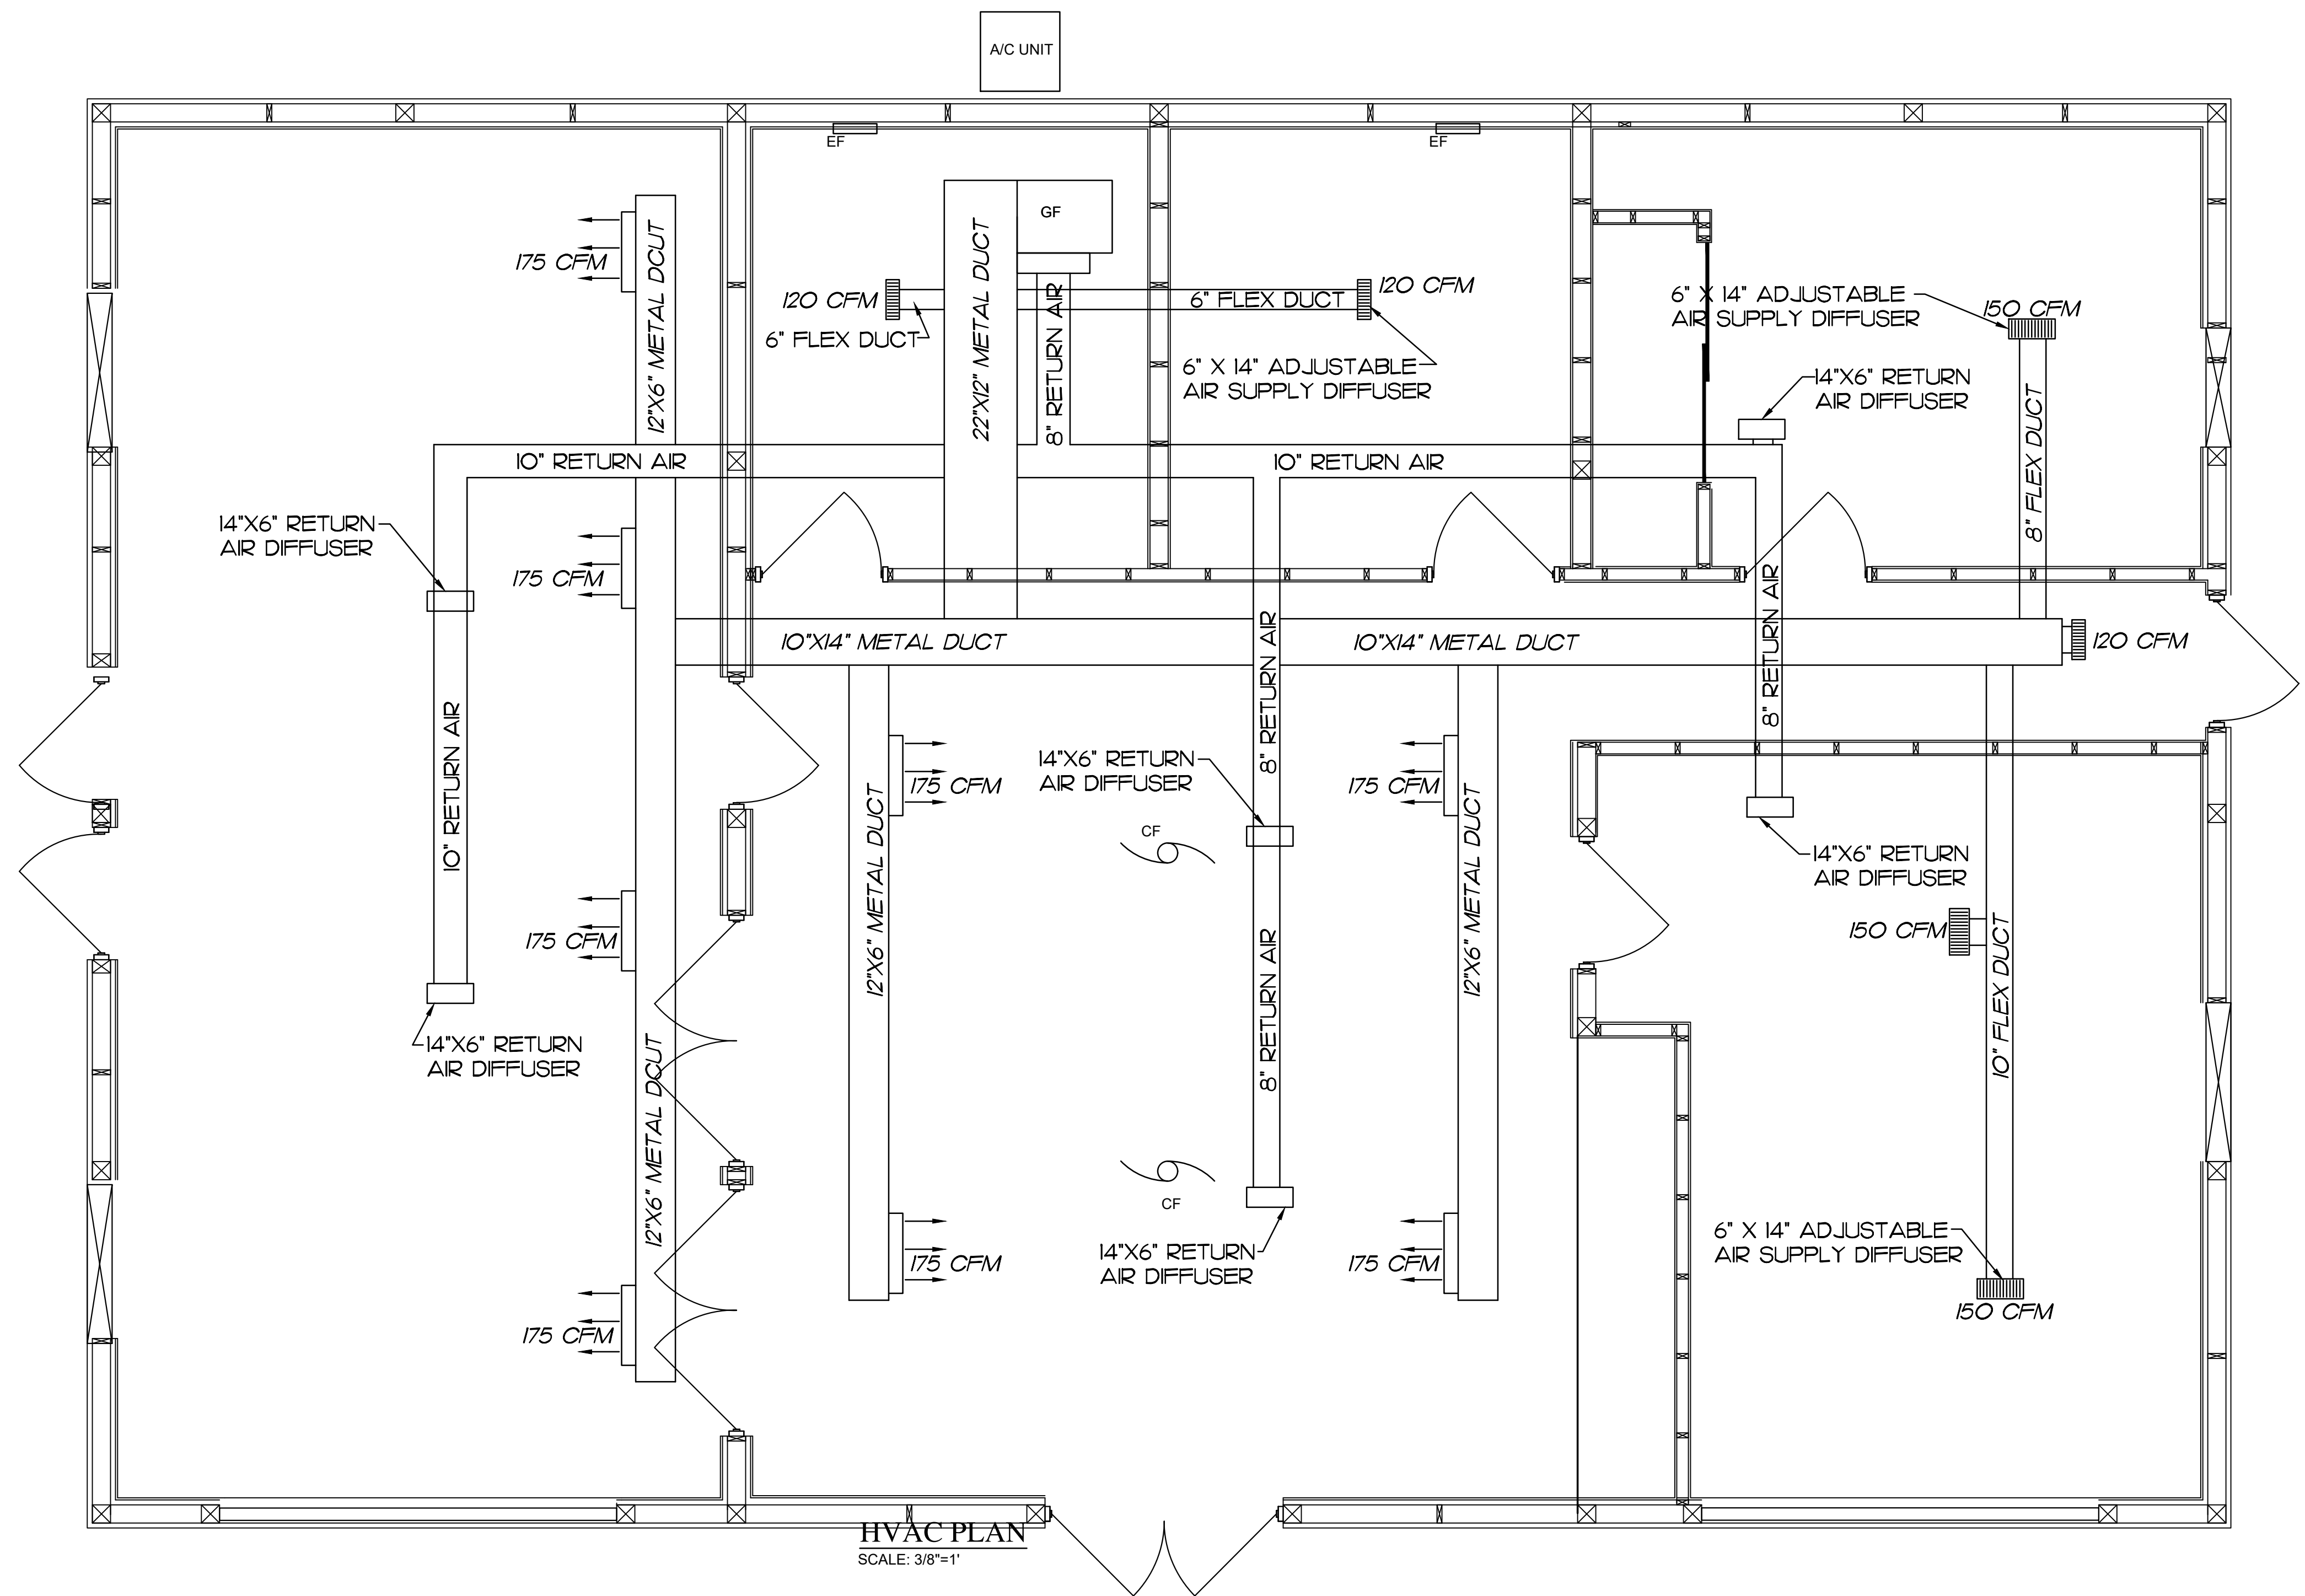 A/C UNIT
EF
EF
GF
175 CFM
12"X6" METAL DCUT
22"X12" METAL DUCT
8" RETURN AIR
120 CFM
6" FLEX DUCT
6" FLEX DUCT
120 CFM
6" X 14" ADJUSTABLE
AIR SUPPLY DIFFUSER
6" X 14" ADJUSTABLE
AIR SUPPLY DIFFUSER
150 CFM
14"X6" RETURN
AIR DIFFUSER
8" FLEX DUCT
10" RETURN AIR
10" RETURN AIR
14"X6" RETURN
AIR DIFFUSER
175 CFM
10"X14" METAL DUCT
8" RETURN AIR
10"X14" METAL DUCT
8" RETURN AIR
120 CFM
10" RETURN AIR
14"X6" RETURN
AIR DIFFUSER
175 CFM
175 CFM
12"X6" METAL DUCT
12"X6" METAL DUCT
CF
14"X6" RETURN
AIR DIFFUSER
175 CFM
150 CFM
10" FLEX DUCT
8" RETURN AIR
14"X6" RETURN
AIR DIFFUSER
12"X6" METAL DCUT
CF
175 CFM
14"X6" RETURN
AIR DIFFUSER
175 CFM
6" X 14" ADJUSTABLE
AIR SUPPLY DIFFUSER
150 CFM
175 CFM
HVAC PLAN
SCALE: 3/8"=1'